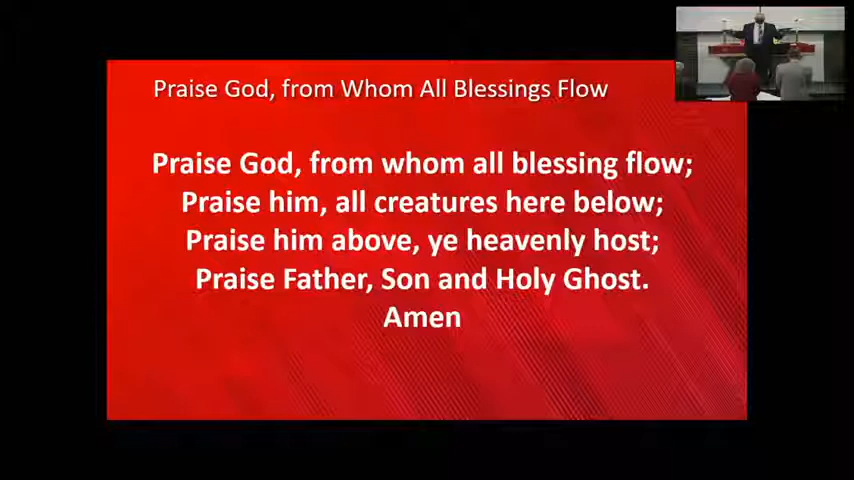 Praise God, from Whom All Blessings Flow
Praise God, from whom all blessing flow;
Praise him, all creatures here below;
Praise him above, ye heavenly host;
Praise Father, Son and Holy Ghost.
Amen